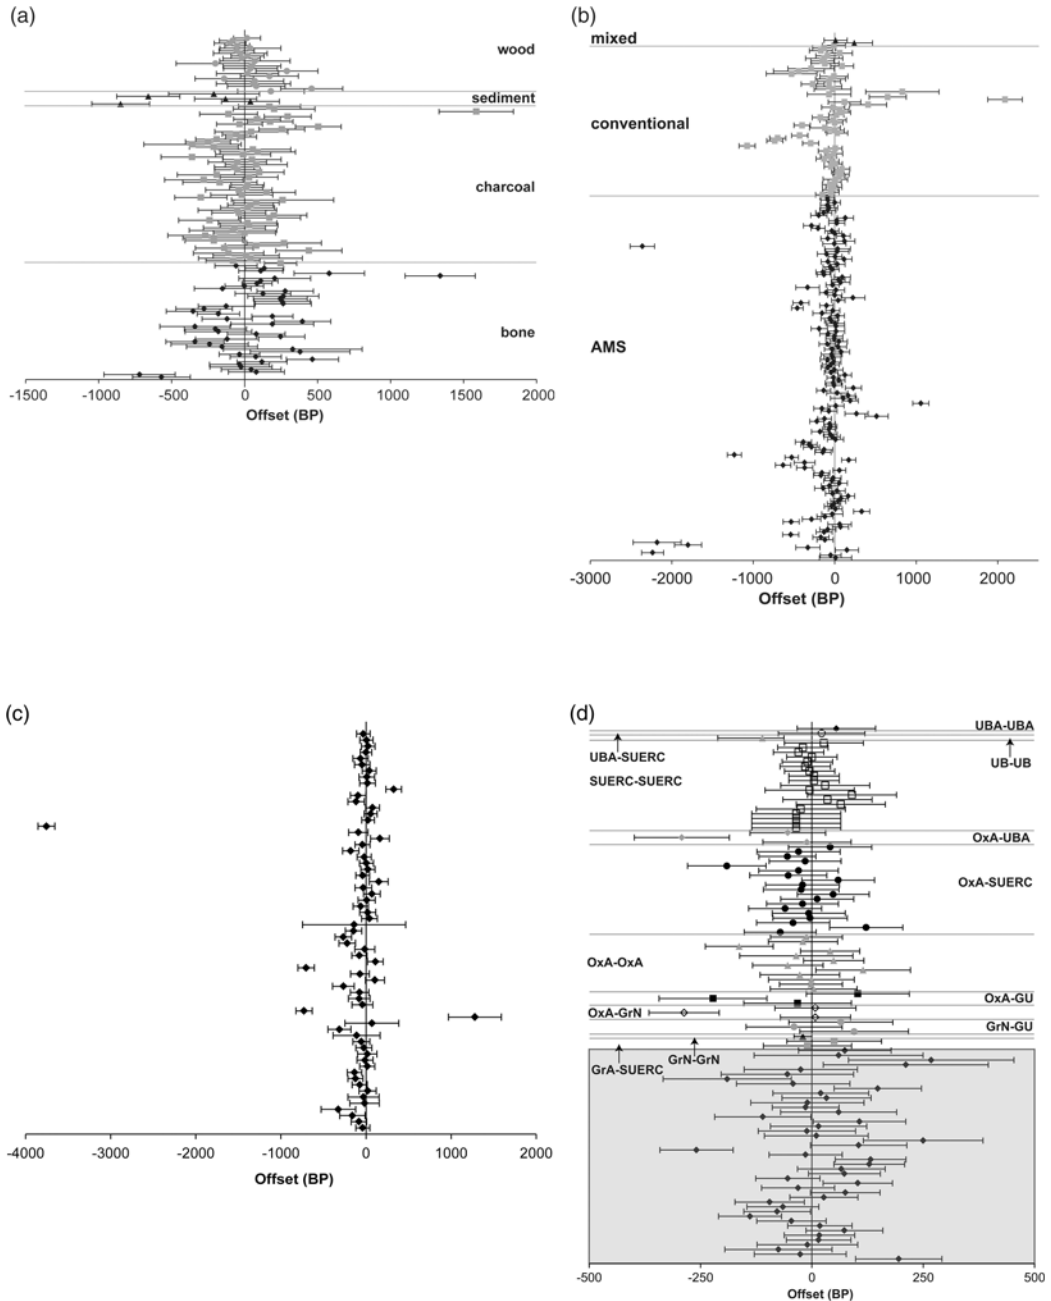 (a)
wood
sediment
charcoal
bone
-1500 -1000 -500 0 500 1000 1500 2000
Offset (BP)
(b)
mixed
conventional
AMS
-3000 -2000 -1000 0 1000 2000
Offset (BP)
(c)
-4000 -3000 -2000 -1000 0 1000 2000
Offset (BP)
(d)
UBA-UBA
UBA-SUERC
UB-UB
SUERC-SUERC
OxA-UBA
OxA-SUERC
OxA-OxA
OxA-GU
OxA-GrN
GrN-GU
GrN-GrN
GrA-SUERC
-500 -250 0 250 500
Offset (BP)